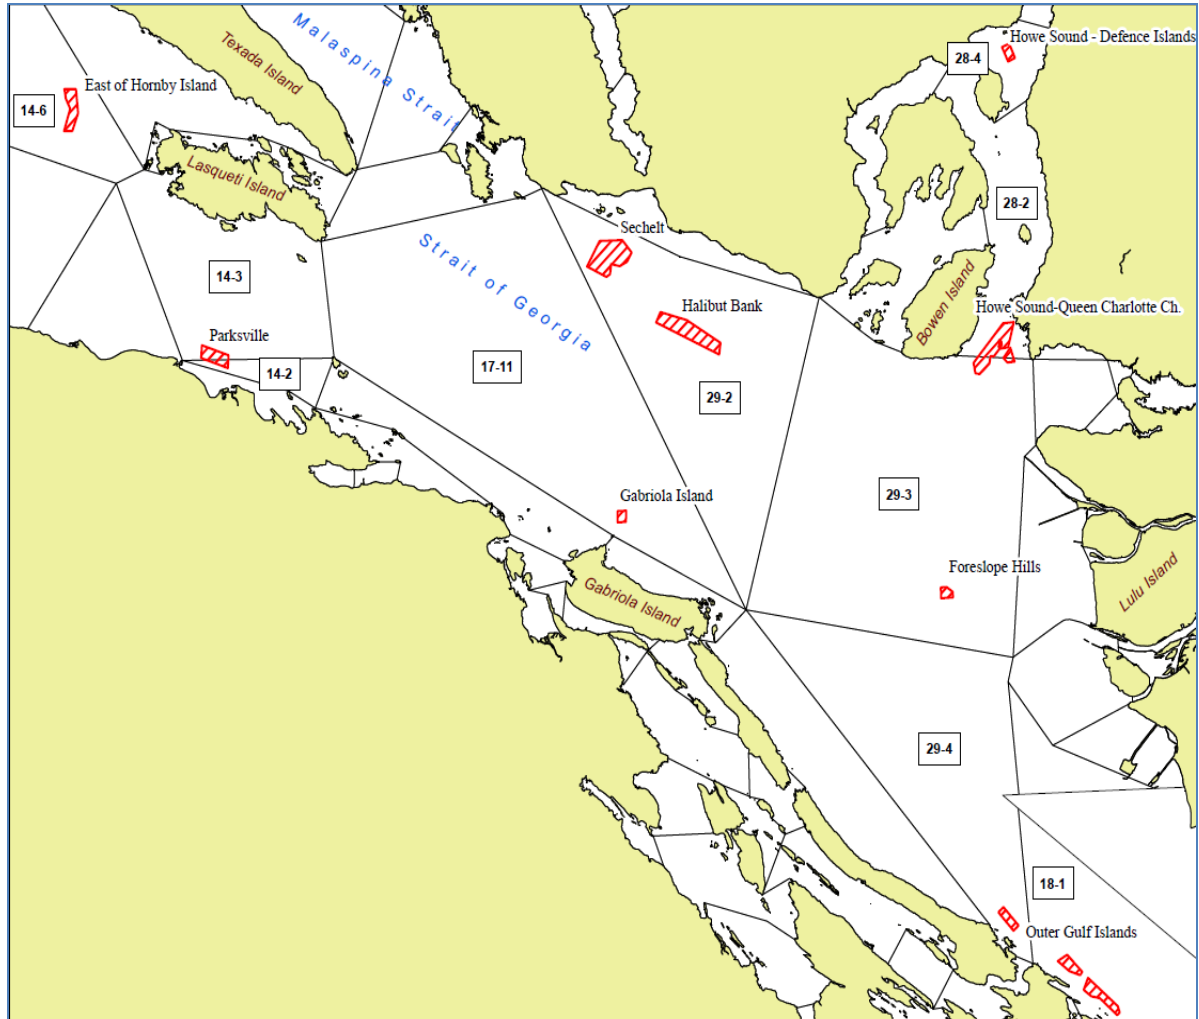 Malaspina Strait
Texada Island
Howe Sound - Defence Islands
28-4
East of Hornby Island
14-6
Lasqueti Island
28-2
Sechelt
Strait of Georgia
14-3
Bowen Island
Halibut Bank
Howe Sound-Queen Charlotte Ch.
Parksville
14-2
17-11
29-2
Gabriola Island
29-3
Foreslope Hills
Lulu Island
Gabriola Island
29-4
18-1
Outer Gulf Islands